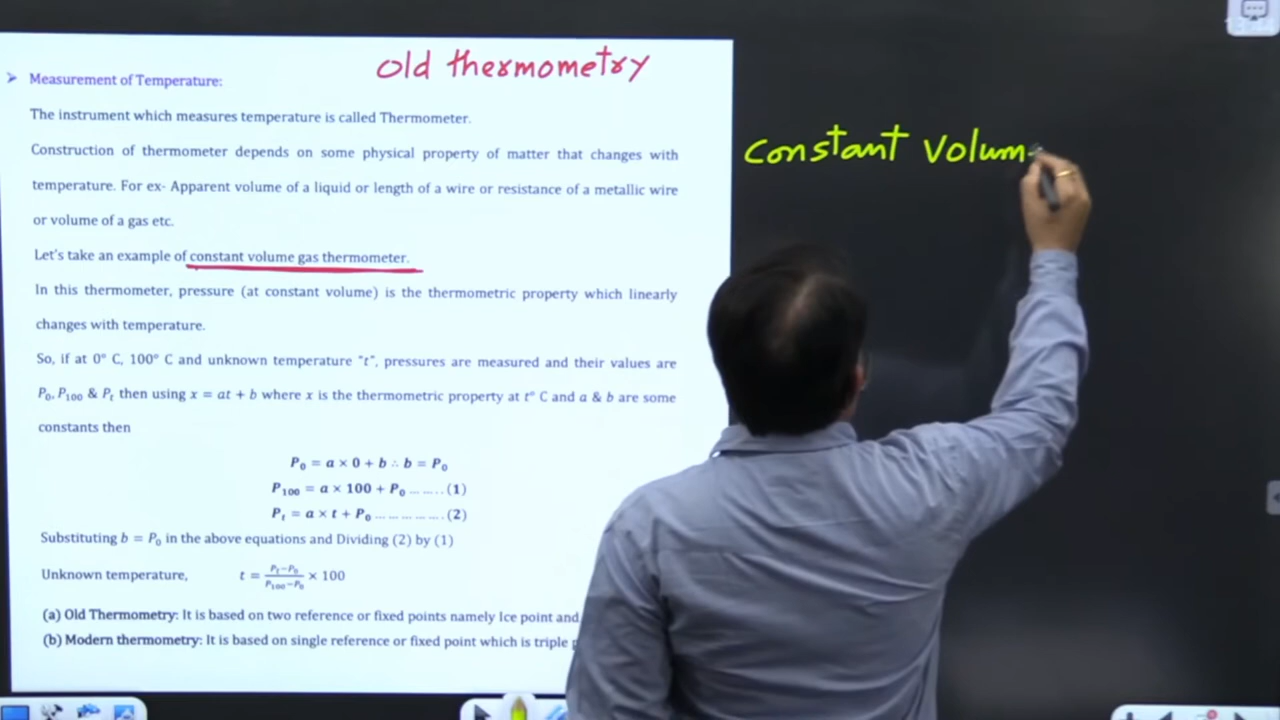 old thermometry
➤ Measurement of Temperature:
The instrument which measures temperature is called Thermometer.
Construction of thermometer depends on some physical property of matter that changes with
temperature. For ex- Apparent volume of a liquid or length of a wire or resistance of a metallic wire
or volume of a gas etc.
Let's take an example of constant volume gas thermometer.
In this thermometer, pressure (at constant volume) is the thermometric property which linearly
changes with temperature.
So, if at 0° C, 100° C and unknown temperature "t", pressures are measured and their values are
P₀, P₁₀₀ & Pₜ then using x = at + b where x is the thermometric property at t° C and a & b are some
constants then
P₀ = a × 0 + b ∴ b = P₀
P₁₀₀ = a × 100 + P₀ ... ... . (1)
Pₜ = a × t + P₀ ... ... ... ... . (2)
Substituting b = P₀ in the above equations and Dividing (2) by (1)
Unknown temperature, t = (Pₜ−P₀)/(P₁₀₀−P₀) × 100
(a) Old Thermometry: It is based on two reference or fixed points namely Ice point and
(b) Modern thermometry: It is based on single reference or fixed point which is triple
constant volum